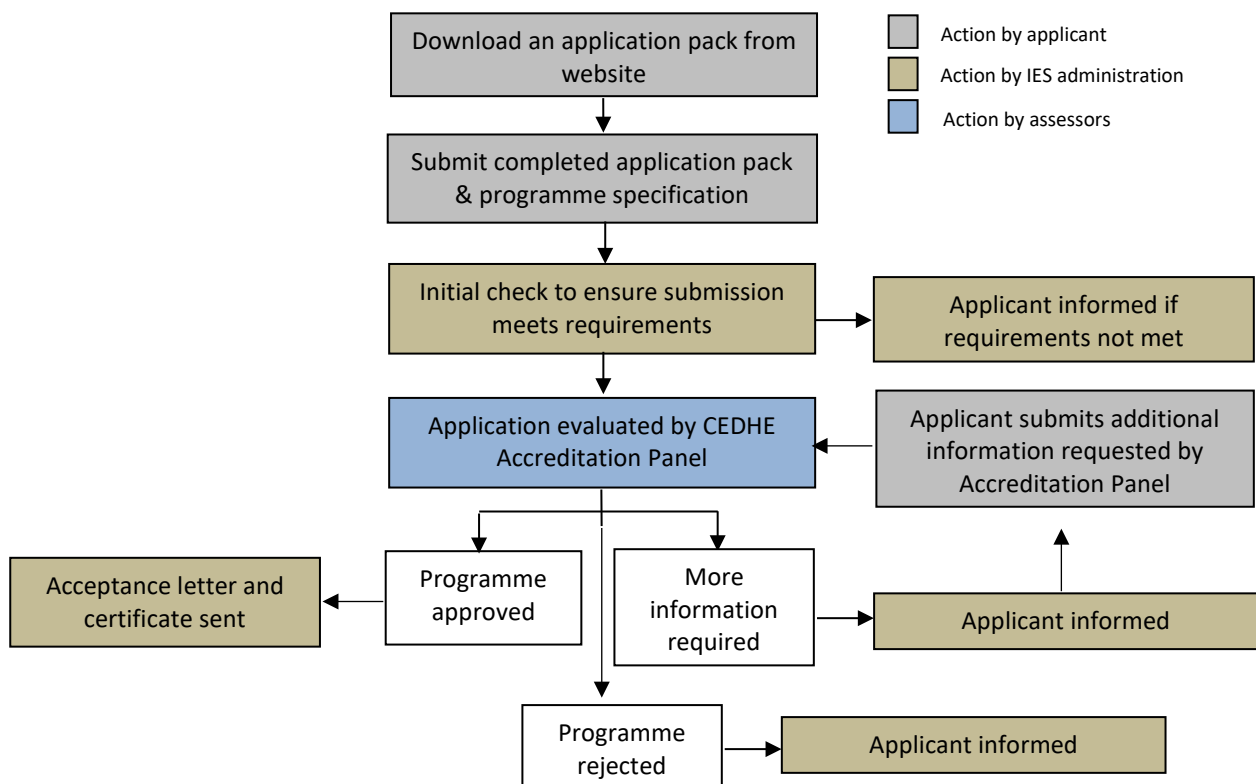 Download an application pack from
website
Action by applicant
Action by IES administration
Action by assessors
Submit completed application pack
& programme specification
Initial check to ensure submission
meets requirements
Applicant informed if
requirements not met
Application evaluated by CEDHE
Accreditation Panel
Applicant submits additional
information requested by
Accreditation Panel
Acceptance letter and
certificate sent
Programme
approved
More
information
required
Applicant informed
Programme
rejected
Applicant informed